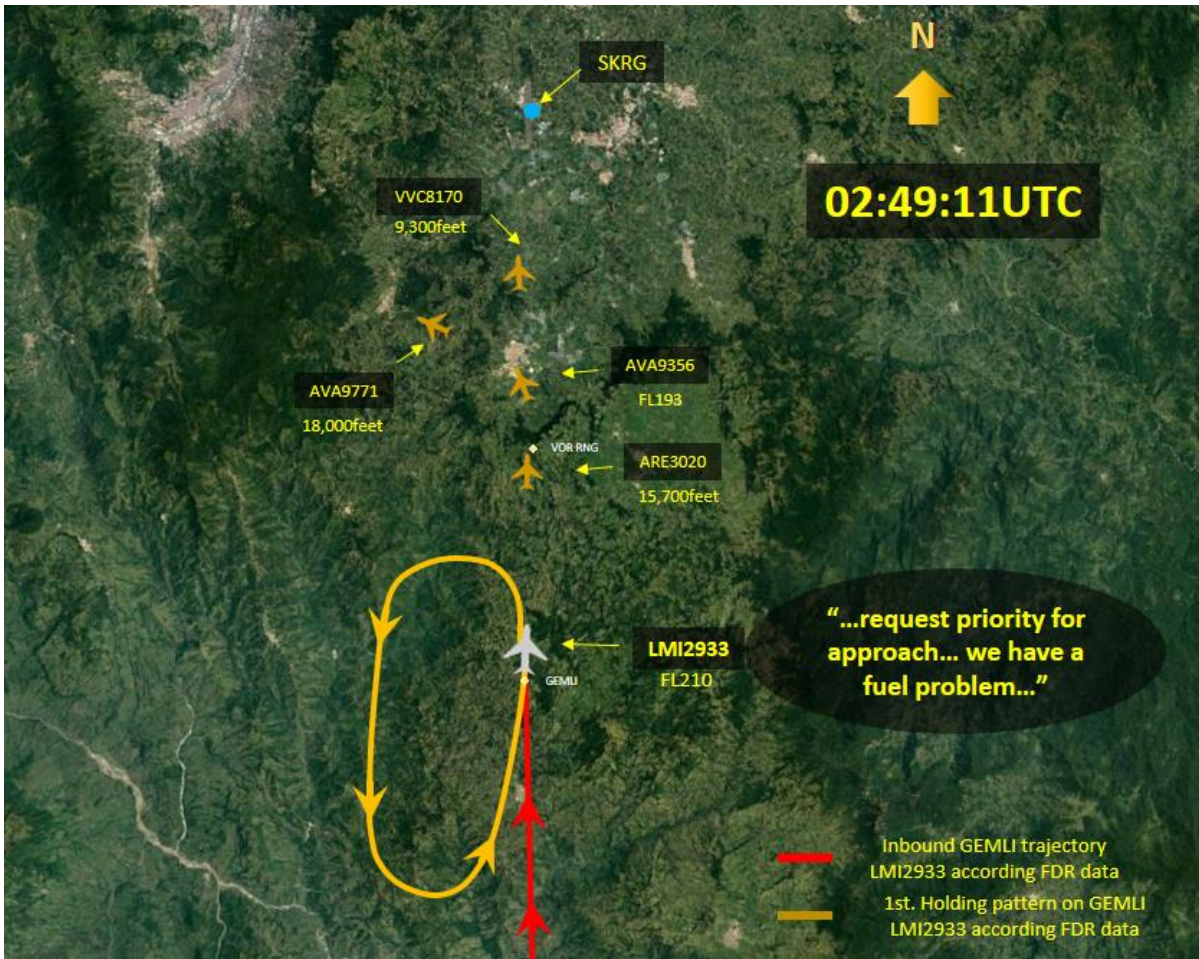 SKRG
N
02:49:11UTC
VVC8170
9,300feet
AVA9771
18,000feet
AVA9356
FL193
VOR RNG
ARE3020
15,700feet
LMI2933
FL210
GEMLI
“...request priority for
approach... we have a
fuel problem...”
Inbound GEMLI trajectory
LMI2933 according FDR data
1st. Holding pattern on GEMLI
LMI2933 according FDR data